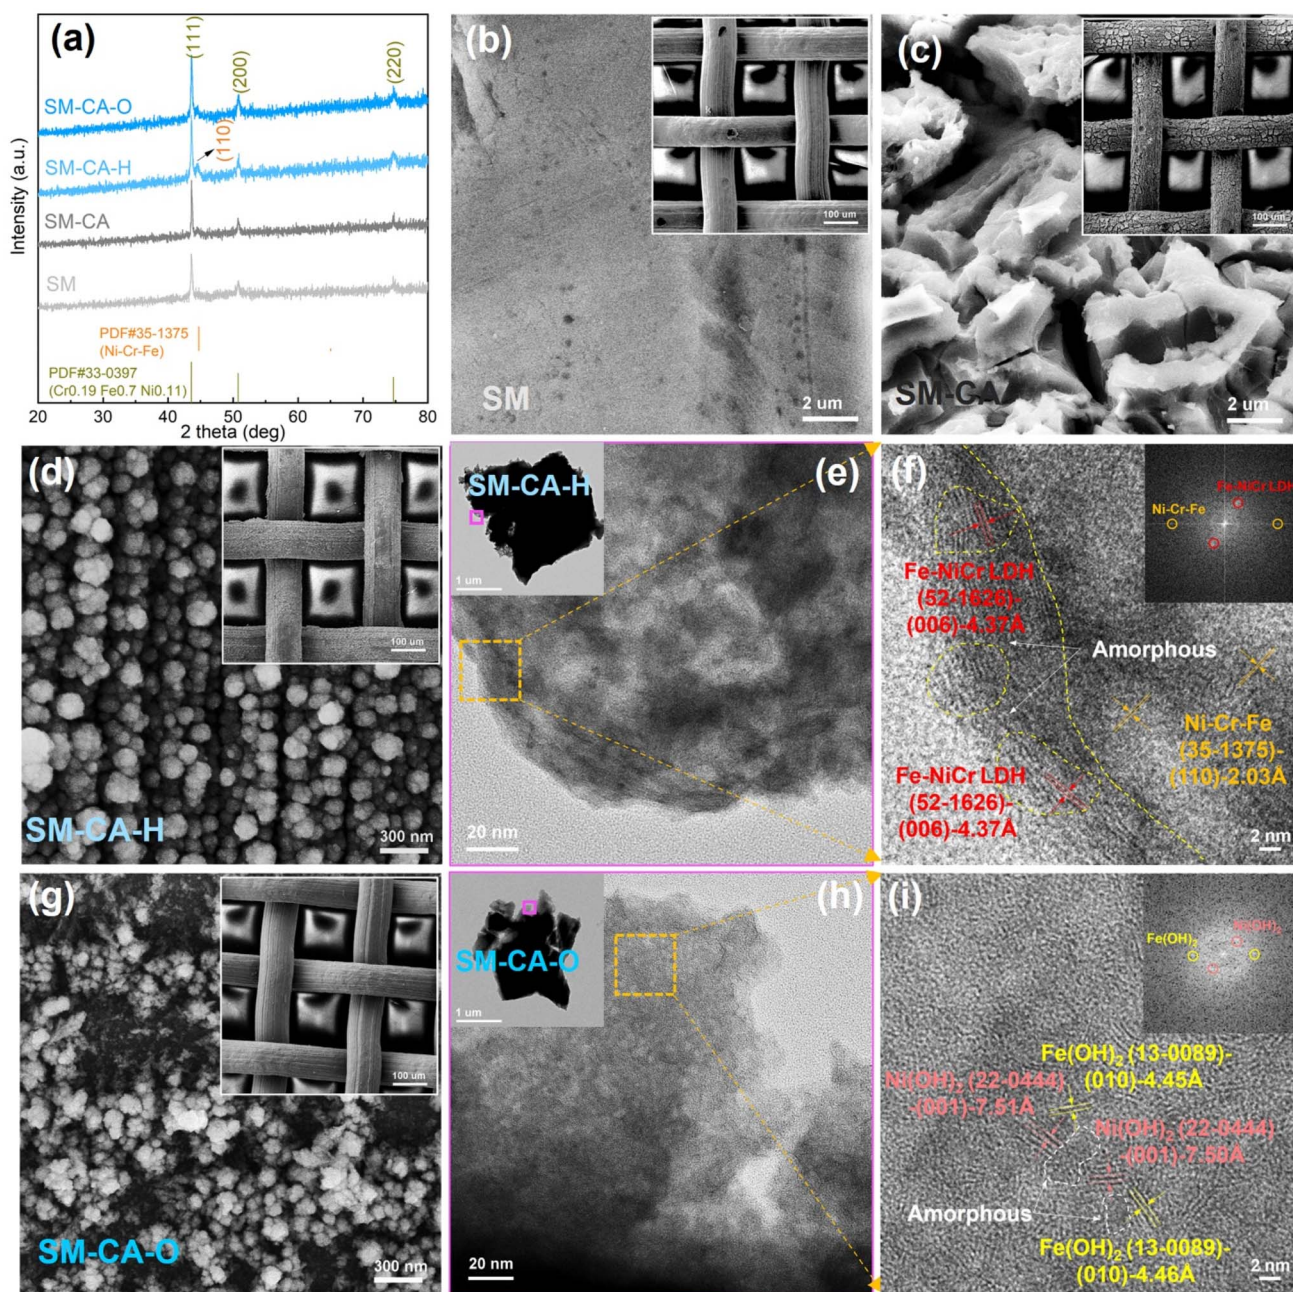 (a)
(111)
(200)
(220)
SM-CA-O
(110)
SM-CA-H
SM-CA
SM
PDF#35-1375
(Ni-Cr-Fe)
PDF#33-0397
(Cr0.19 Fe0.7 Ni0.11)
Intensity (a.u.)
20 30 40 50 60 70 80
2 theta (deg)
(b)
100 um
SM
2 um
(c)
100 um
SM-CA
2 um
(d)
100 um
SM-CA-H
300 nm
(e)
SM-CA-H
1 um
20 nm
(f)
Fe-NiCr LDH
Ni-Cr-Fe
Fe-NiCr LDH
(52-1626)-
(006)-4.37Å
Amorphous
Ni-Cr-Fe
(35-1375)-
(110)-2.03Å
Fe-NiCr LDH
(52-1626)-
(006)-4.37Å
2 nm
(g)
100 um
SM-CA-O
300 nm
(h)
SM-CA-O
1 um
20 nm
(i)
Fe(OH)2
Fe(OH)2 (13-0089)-
(010)-4.45Å
Ni(OH)2 (22-0444)
-(001)-7.51Å
Ni(OH)2 (22-0444)
-(001)-7.50Å
Amorphous
Fe(OH)2 (13-0089)-
(010)-4.46Å
2 nm